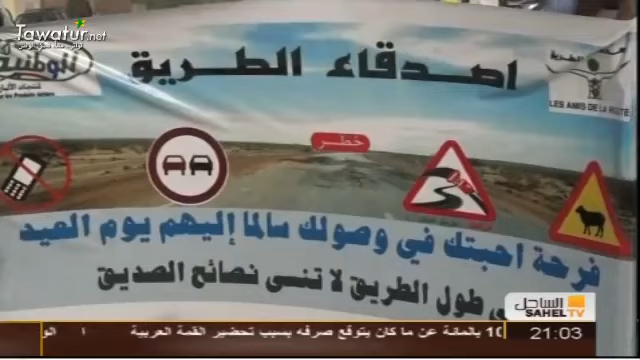 Tawatur.net
الوطنية
اصدقاء الطريق
LES AMIS DE LA ROUTE
خطر
فرحة احبتك في وصولك سالما إليهم يوم العيد
طول الطريق لا تنسى نصائح الصديق
الساحل
SAHEL TV
10 بالمائة عن ما كان يتوقع صرفه بسبب تحضير القمة العربية
21:03